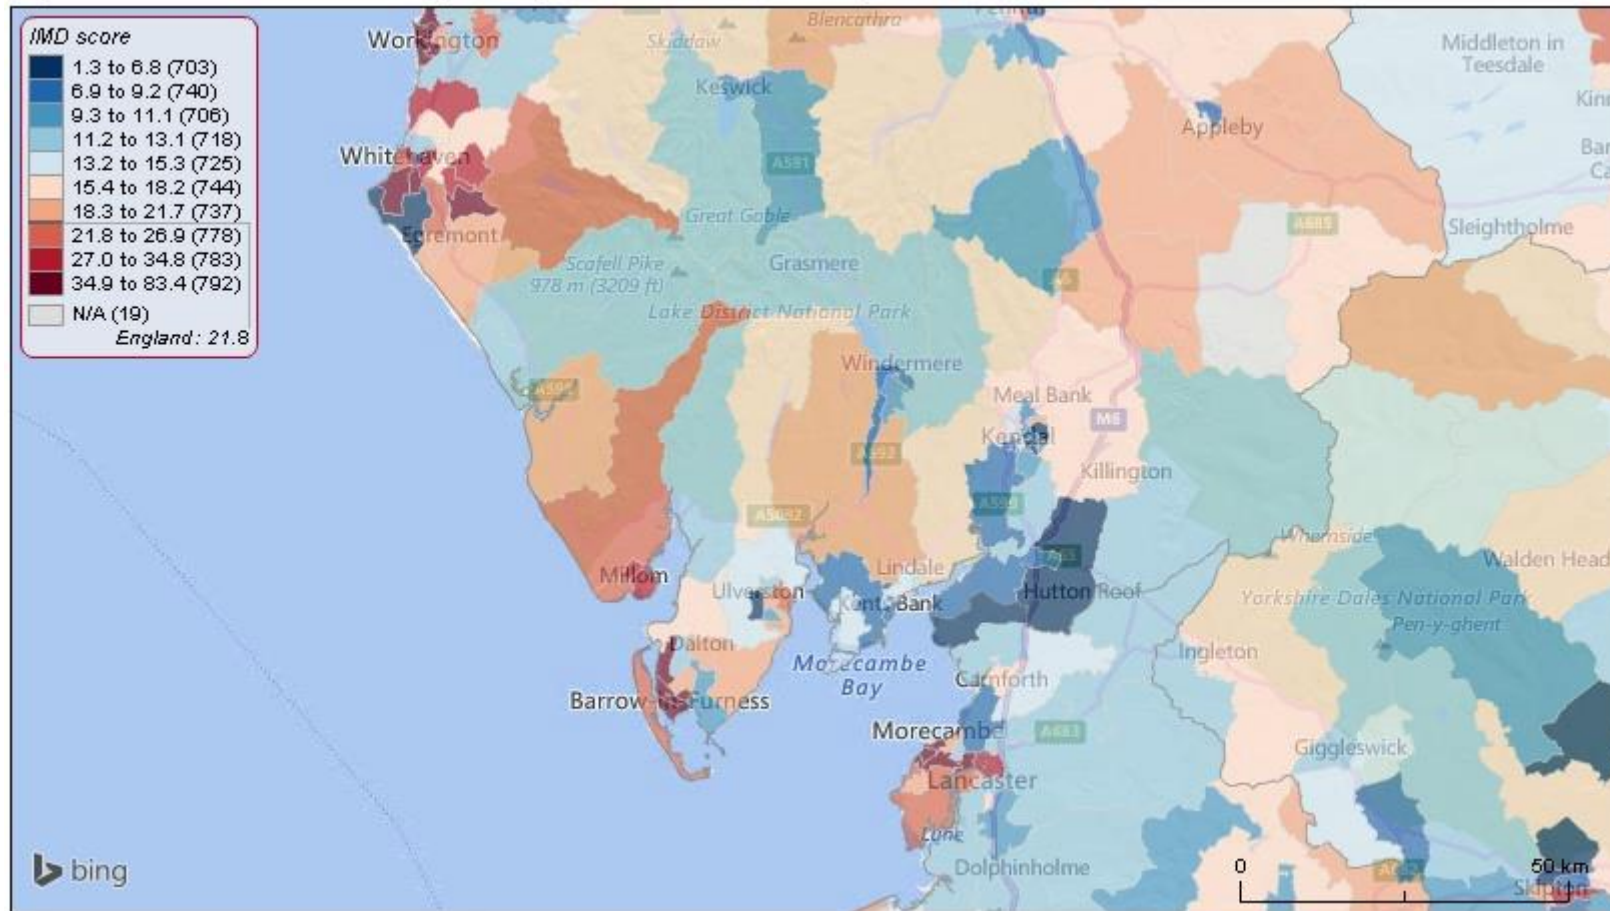 IMD score
1.3 to 6.8 (703)
6.9 to 9.2 (740)
9.3 to 11.1 (706)
11.2 to 13.1 (718)
13.2 to 15.3 (725)
15.4 to 18.2 (744)
18.3 to 21.7 (737)
21.8 to 26.9 (778)
27.0 to 34.8 (783)
34.9 to 83.4 (792)
N/A (19)
England: 21.8
Blencathra
Workington
Skiddaw
Middleton in
Teesdale
Keswick
Appleby
Whitehaven
A591
Great Gable
A685
Sleightholme
Egremont
Scafell Pike
978 m (3209 ft)
Grasmere
A6
Lake District National Park
Windermere
A595
Meal Bank
M6
Kendal
A592
Killington
A590
A5092
Whernside
A65
Walden Head
Lindale
Millom
Ulverston
Kents Bank
Hutton Roof
Yorkshire Dales National Park
Pen-y-ghent
Dalton
Ingleton
Morecambe
Bay
Carnforth
Barrow-in-Furness
Morecambe
A683
Giggleswick
Lancaster
Lune
Dolphinholme
bing
0
50 km
Skipton